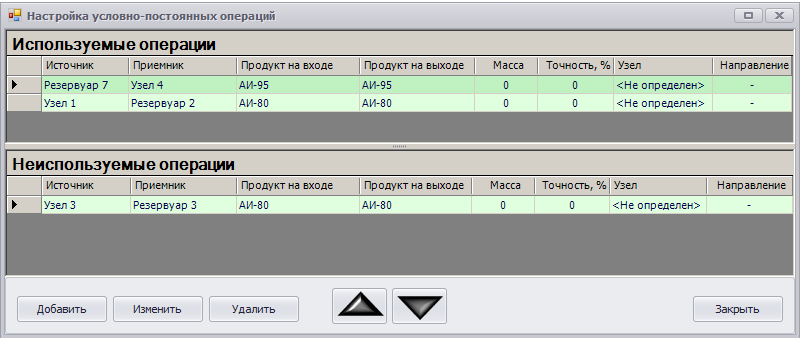 Настройка условно-постоянных операций
Используемые операции
Источник Приемник Продукт на входе Продукт на выходе Масса Точность, % Узел Направление
Резервуар 7 Узел 4 АИ-95 АИ-95 0 0 <Не определен> -
Узел 1 Резервуар 2 АИ-80 АИ-80 0 0 <Не определен> -
Неиспользуемые операции
Источник Приемник Продукт на входе Продукт на выходе Масса Точность, % Узел Направление
Узел 3 Резервуар 3 АИ-80 АИ-80 0 0 <Не определен> -
Добавить Изменить Удалить Закрыть